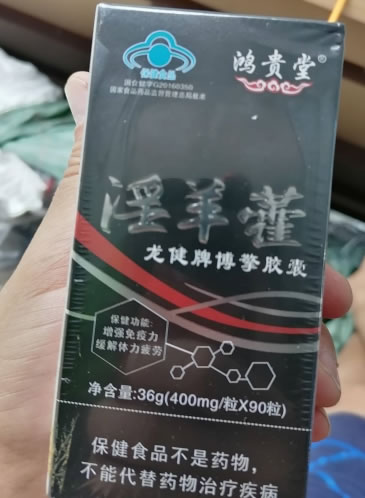 鸿贵堂®
保健食品
国食健字G20160350
国家食品药品监督管理总局批准
淫羊藿
龙健牌博擎胶囊
保健功能:
增强免疫力
缓解体力疲劳
净含量:36g(400mg/粒X90粒)
保健食品不是药物,
不能代替药物治疗疾病